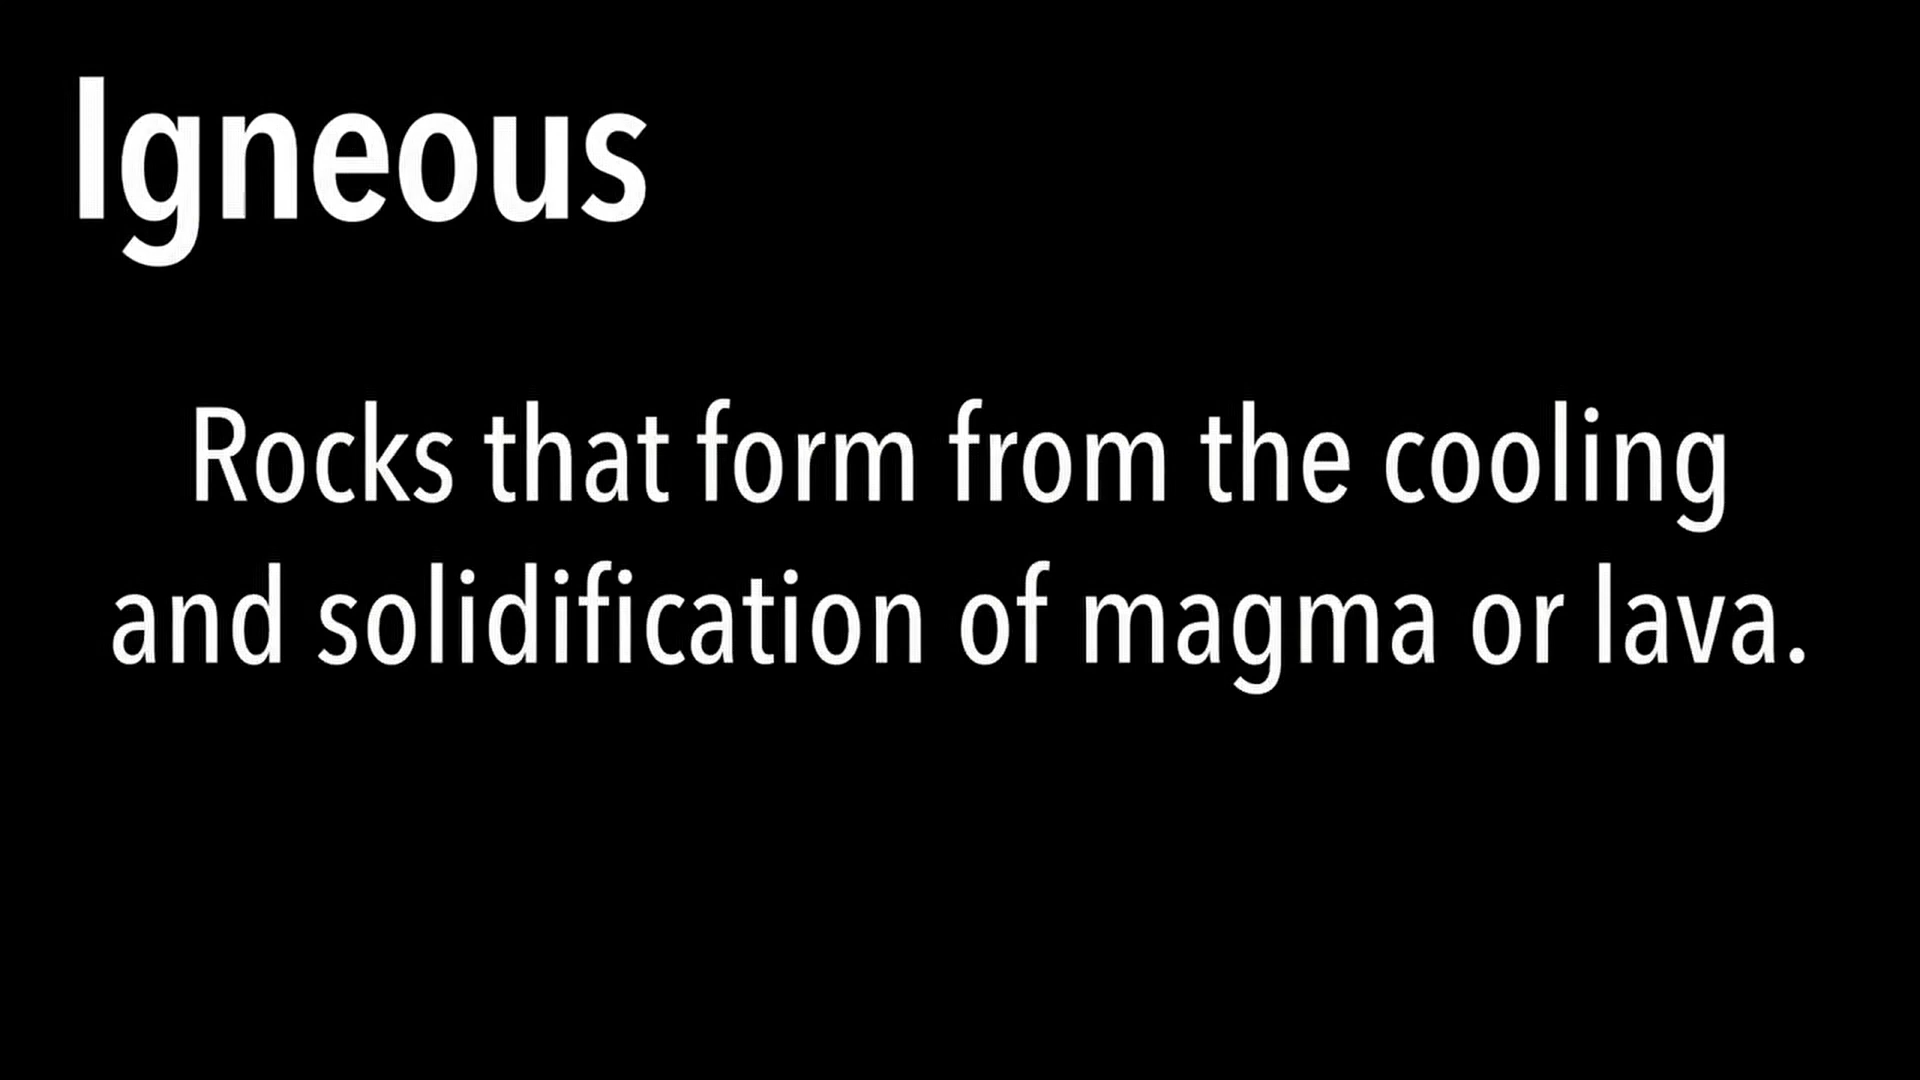 Igneous
Rocks that form from the cooling
and solidification of magma or lava.